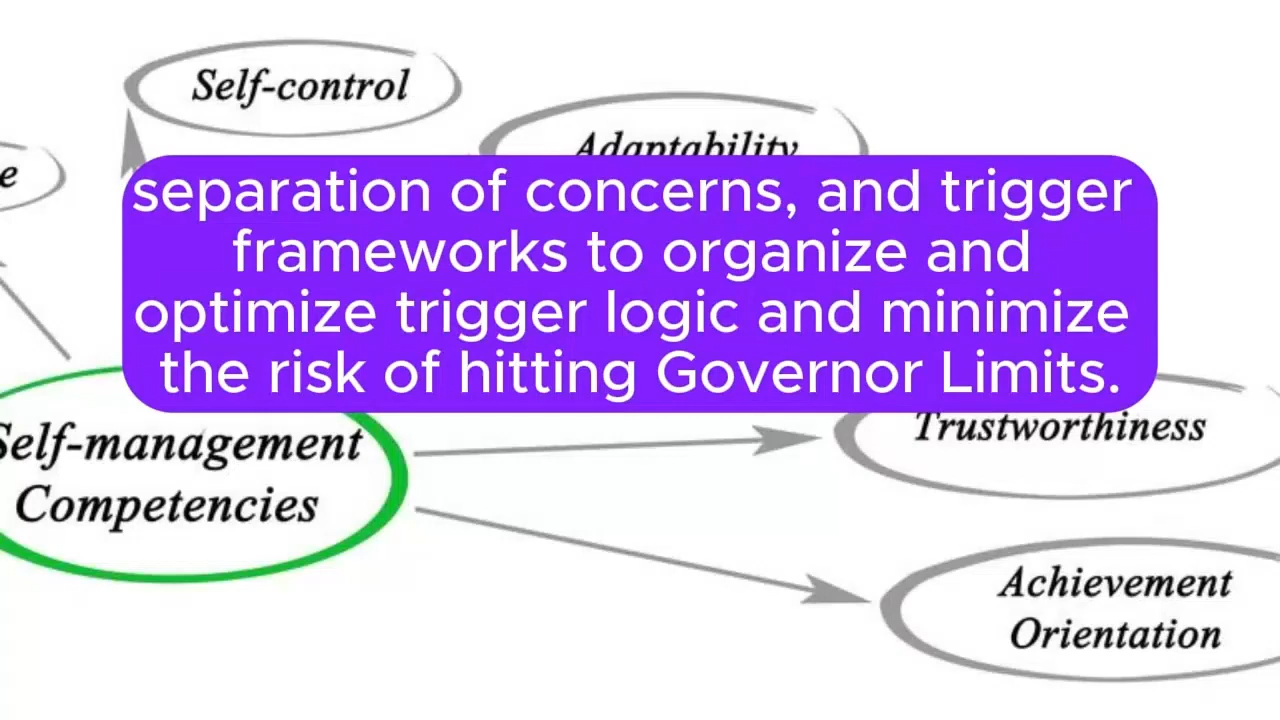 Self-control
Adaptability
e
separation of concerns, and trigger
frameworks to organize and
optimize trigger logic and minimize
the risk of hitting Governor Limits.
Self-management
Competencies
Trustworthiness
Achievement
Orientation